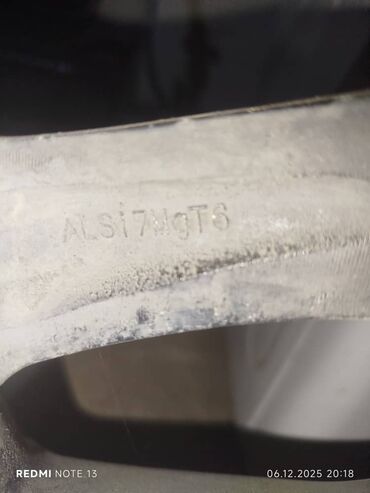 ALSi7MgT6
REDMI NOTE 13
06.12.2025 20:18